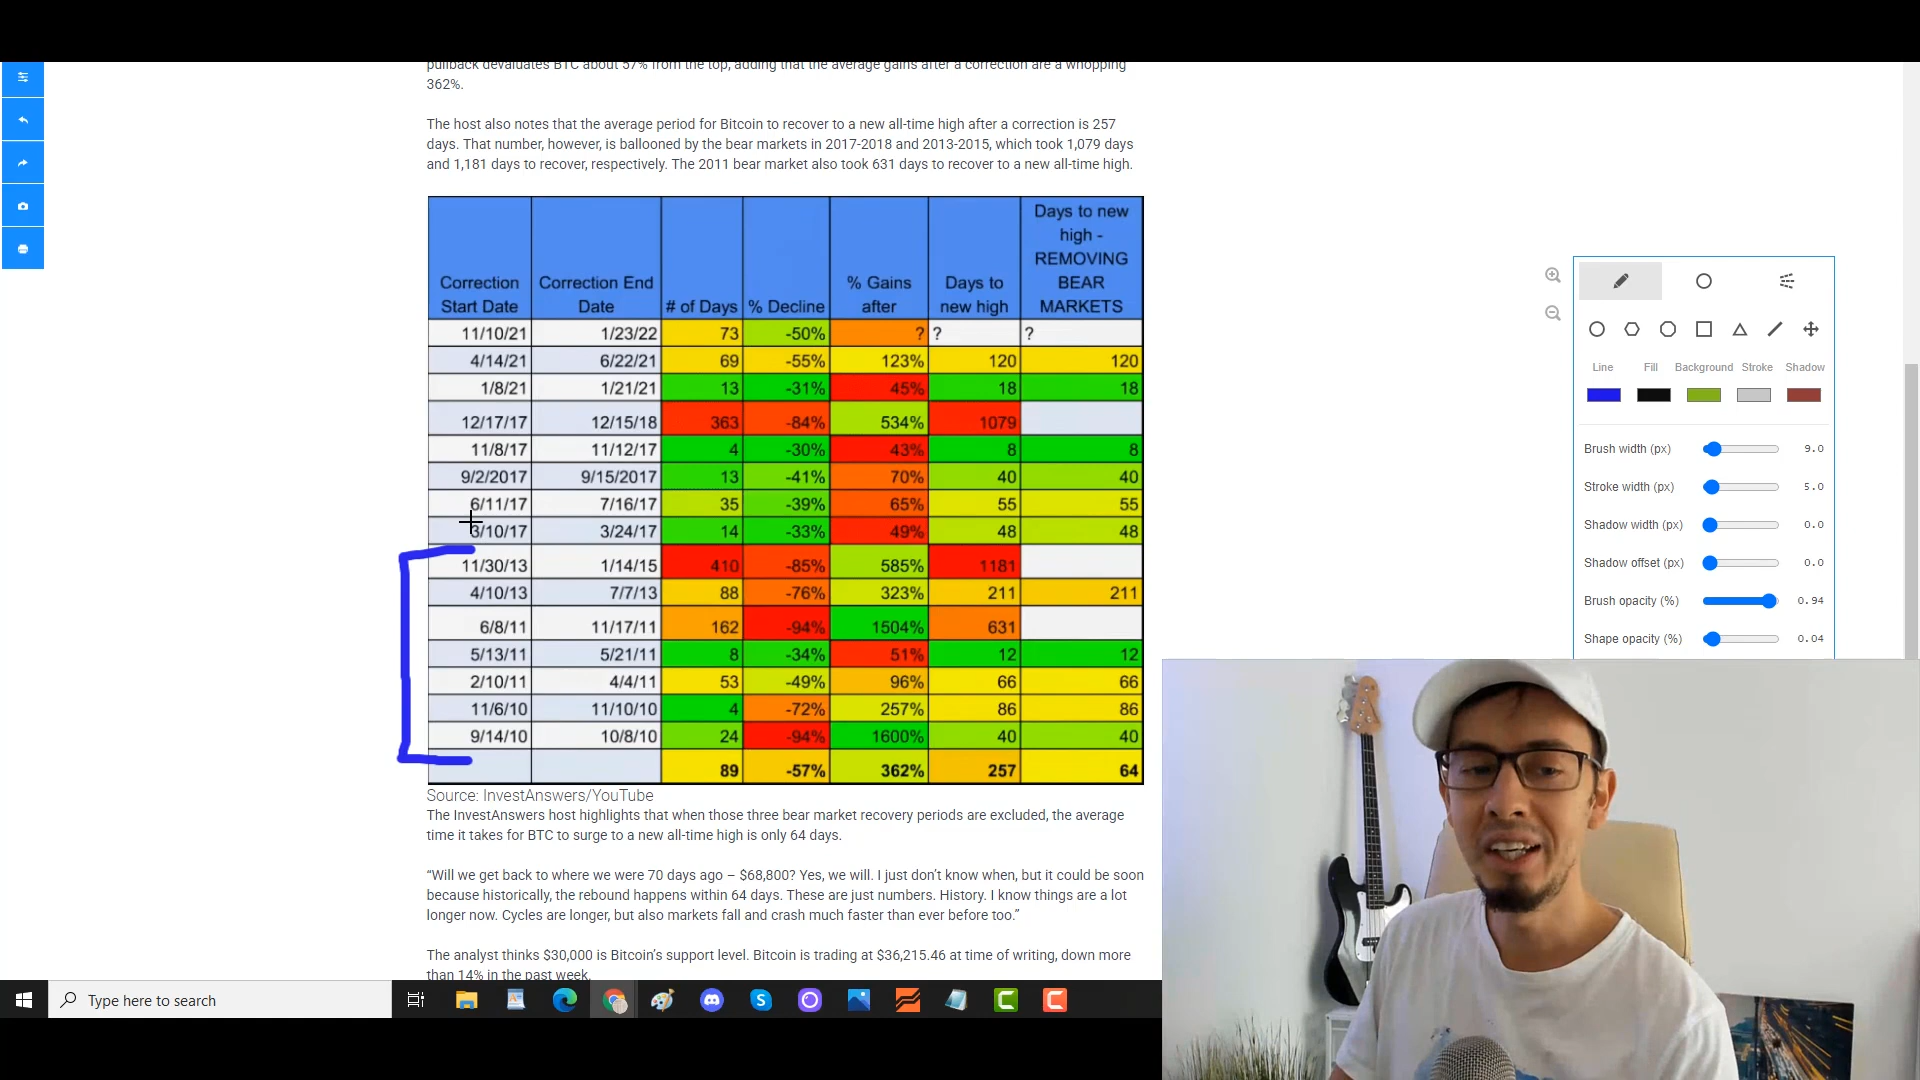 pullback devaluates BTC about 57% from the top, adding that the average gains after a correction are a whopping
362%.
The host also notes that the average period for Bitcoin to recover to a new all-time high after a correction is 257
days. That number, however, is ballooned by the bear markets in 2017-2018 and 2013-2015, which took 1,079 days
and 1,181 days to recover, respectively. The 2011 bear market also took 631 days to recover to a new all-time high.
Correction Start Date Correction End Date # of Days % Decline % Gains after Days to new high Days to new high - REMOVING BEAR MARKETS
11/10/21 1/23/22 73 -50% ? ? ?
4/14/21 6/22/21 69 -55% 123% 120 120
1/8/21 1/21/21 13 -31% 45% 18 18
12/17/17 12/15/18 363 -84% 534% 1079
11/8/17 11/12/17 4 -30% 43% 8 8
9/2/2017 9/15/2017 13 -41% 70% 40 40
6/11/17 7/16/17 35 -39% 65% 55 55
3/10/17 3/24/17 14 -33% 49% 48 48
11/30/13 1/14/15 410 -85% 585% 1181
4/10/13 7/7/13 88 -76% 323% 211 211
6/8/11 11/17/11 162 -94% 1504% 631
5/13/11 5/21/11 8 -34% 51% 12 12
2/10/11 4/4/11 53 -49% 96% 66 66
11/6/10 11/10/10 4 -72% 257% 86 86
9/14/10 10/8/10 24 -94% 1600% 40 40
89 -57% 362% 257 64
Source: InvestAnswers/YouTube
The InvestAnswers host highlights that when those three bear market recovery periods are excluded, the average
time it takes for BTC to surge to a new all-time high is only 64 days.
“Will we get back to where we were 70 days ago – $68,800? Yes, we will. I just don’t know when, but it could be soon
because historically, the rebound happens within 64 days. These are just numbers. History. I know things are a lot
longer now. Cycles are longer, but also markets fall and crash much faster than ever before too.”
The analyst thinks $30,000 is Bitcoin’s support level. Bitcoin is trading at $36,215.46 at time of writing, down more
than 14% in the past week.
Line Fill Background Stroke Shadow
Brush width (px) 9.0
Stroke width (px) 5.0
Shadow width (px) 0.0
Shadow offset (px) 0.0
Brush opacity (%) 0.94
Shape opacity (%) 0.04
Type here to search